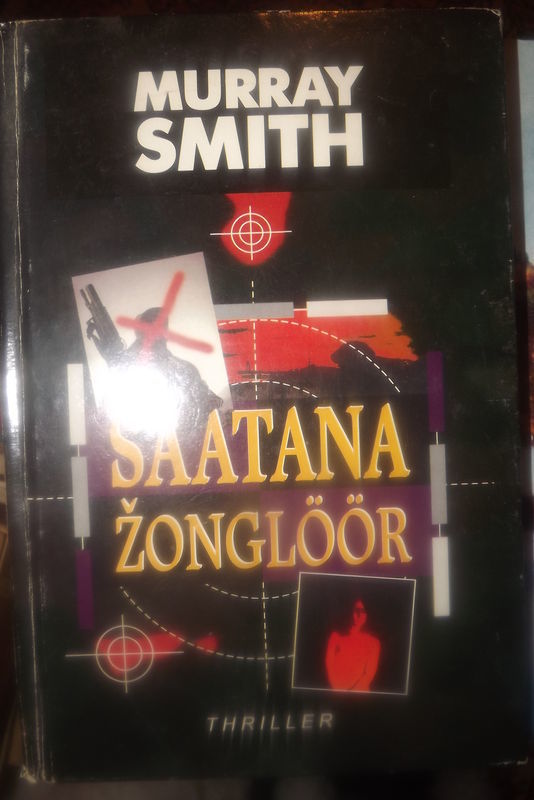 MURRAY
SMITH
SAATANA
ŽONGLÖÖR
THRILLER